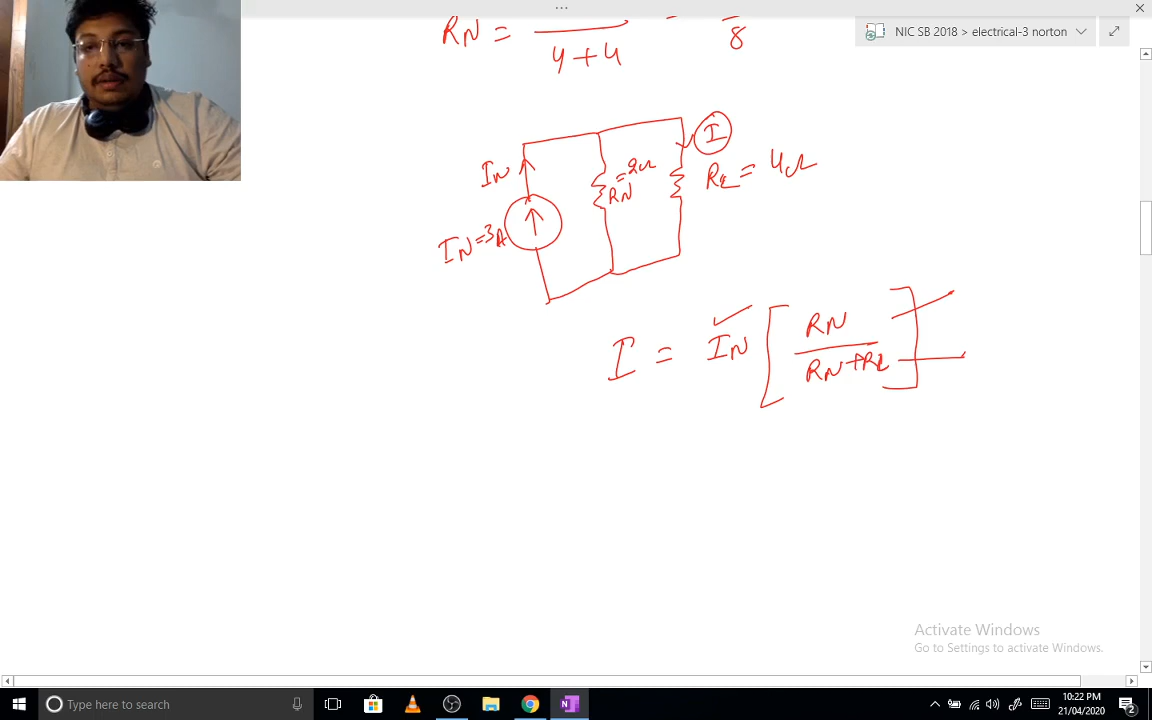 ...
NIC SB 2018 > electrical-3 norton
RN =
4+4
8
I
IN
=2Ω
RN
RL = 4Ω
IN=3A
I = IN [ RN
RN+RL ]
Activate Windows
Go to Settings to activate Windows.
Type here to search
10:22 PM
21/04/2020
2